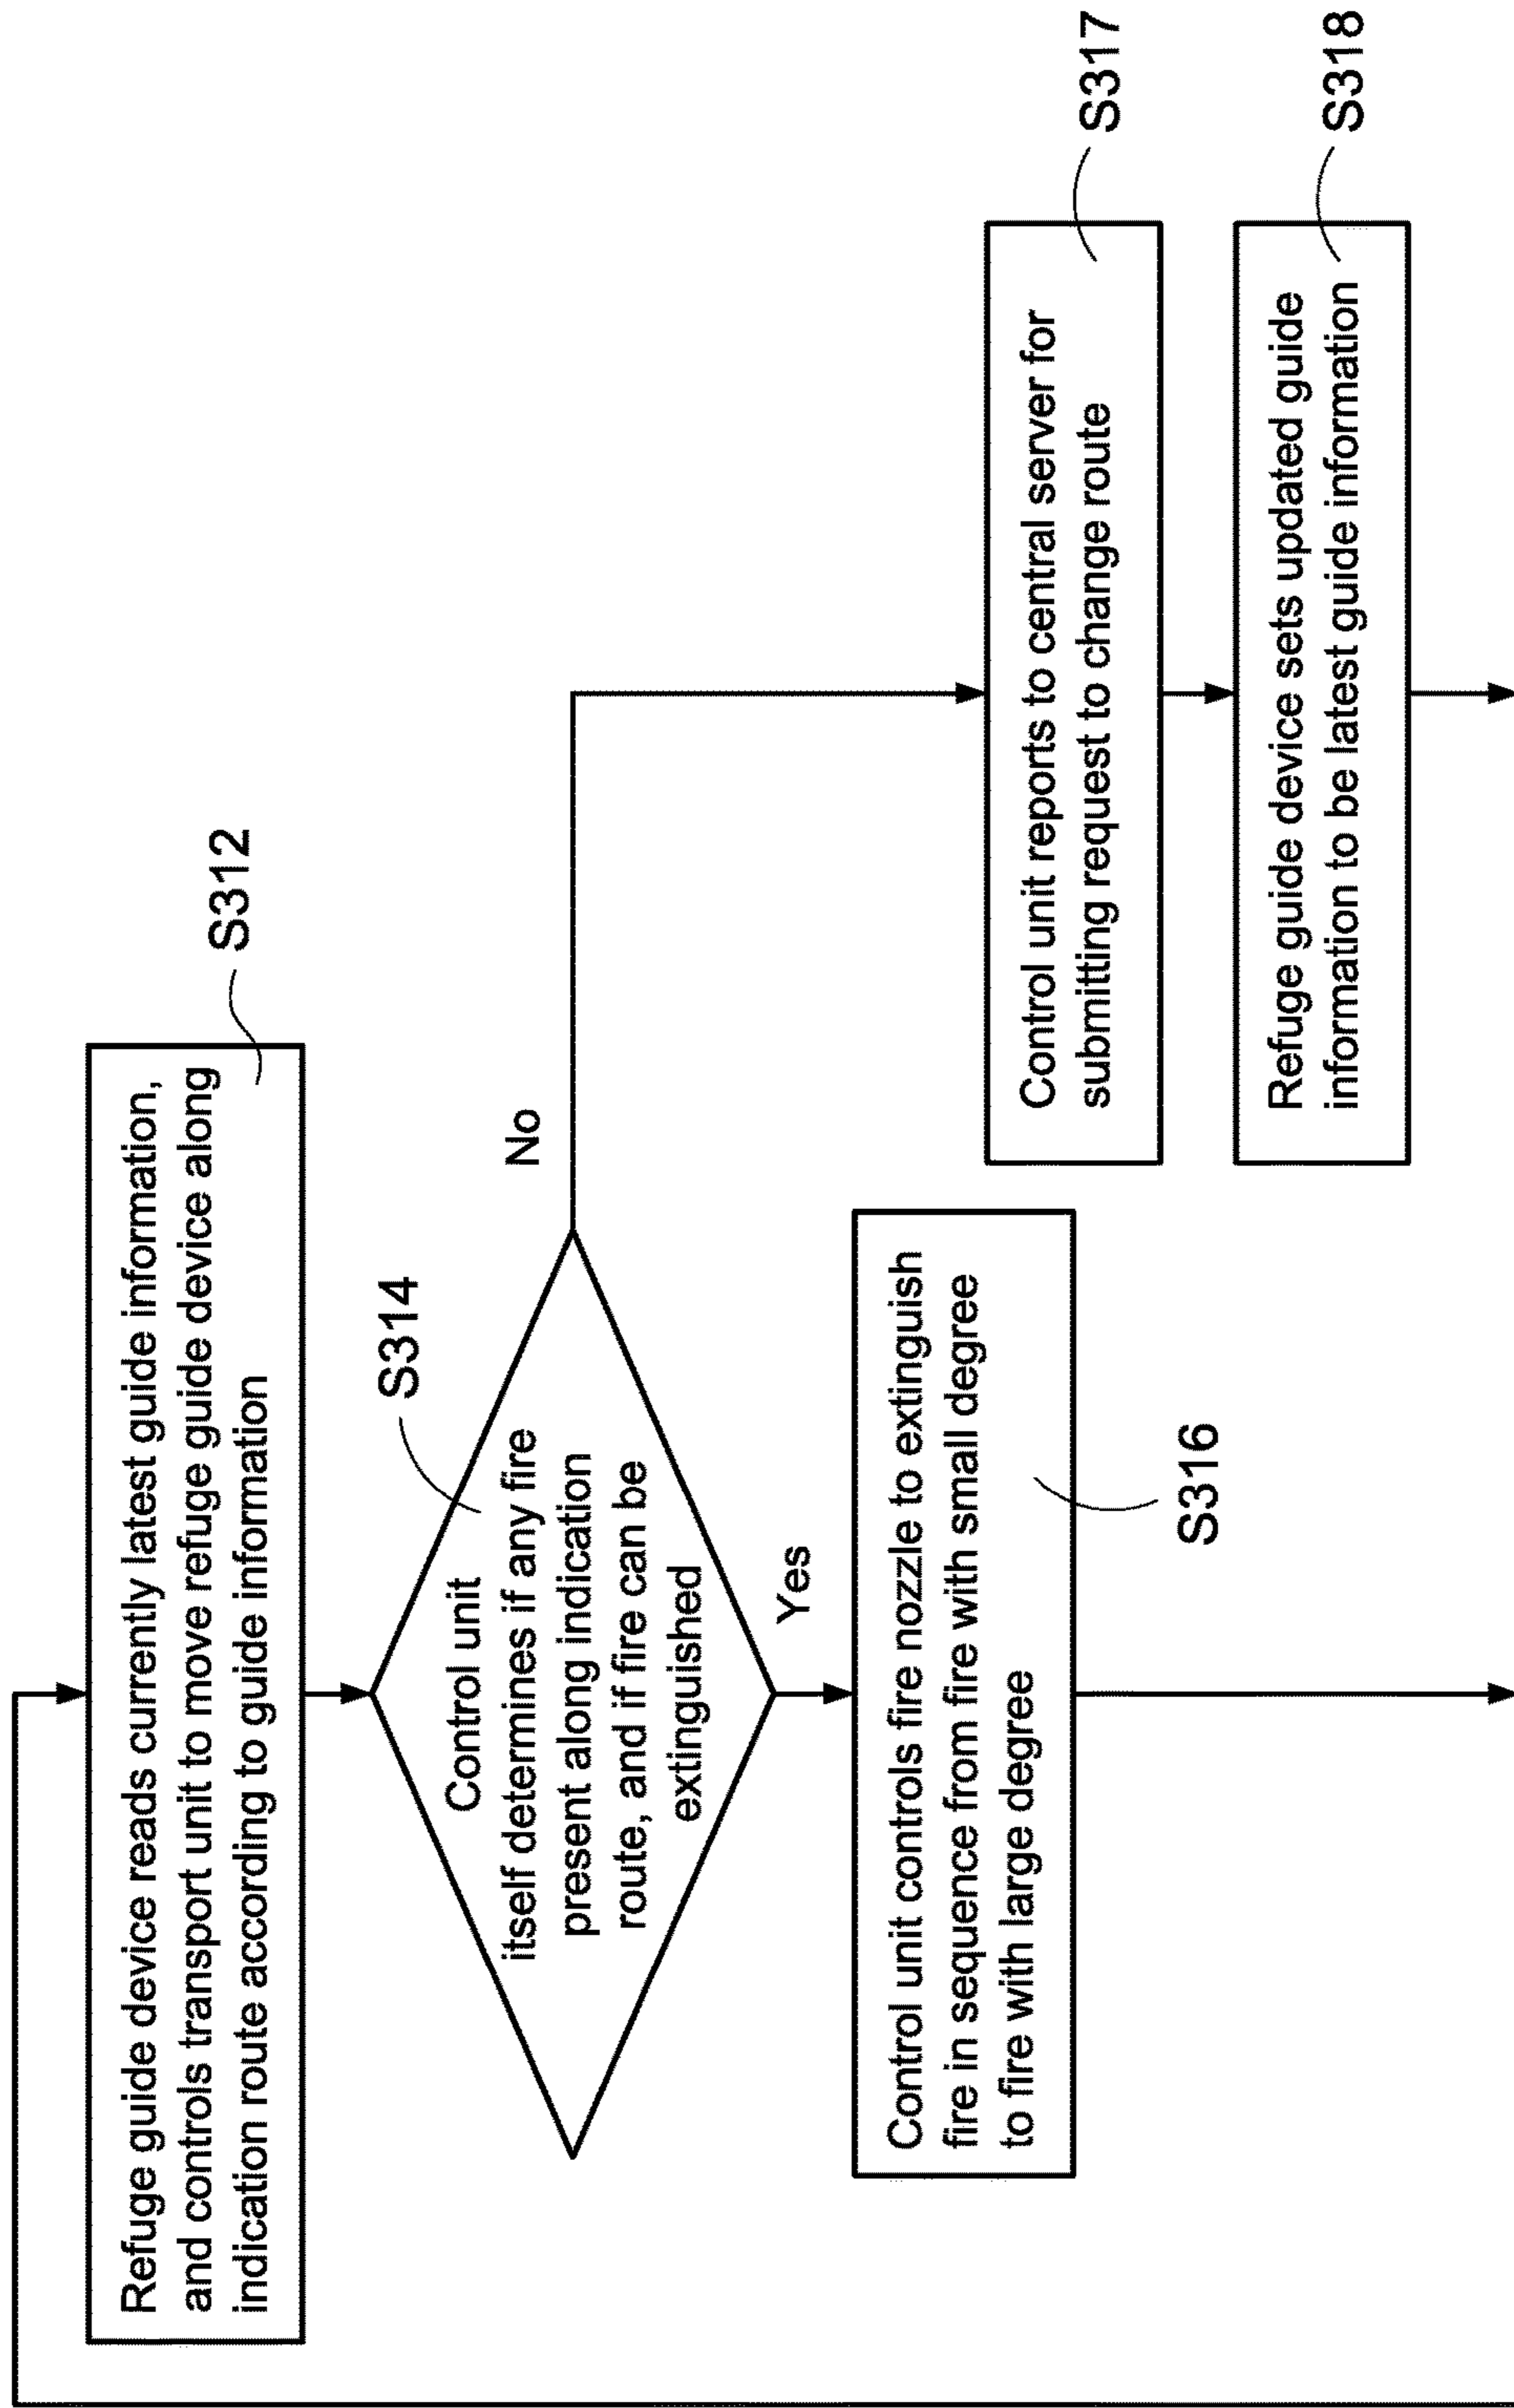 Refuge guide device reads currently latest guide information,
and controls transport unit to move refuge guide device along
indication route according to guide information
S312
Control unit
itself determines if any fire
present along indication
route, and if fire can be
extinguished
S314
No
Yes
Control unit controls fire nozzle to extinguish
fire in sequence from fire with small degree
to fire with large degree
S316
Control unit reports to central server for
submitting request to change route
S317
Refuge guide device sets updated guide
information to be latest guide information
S318